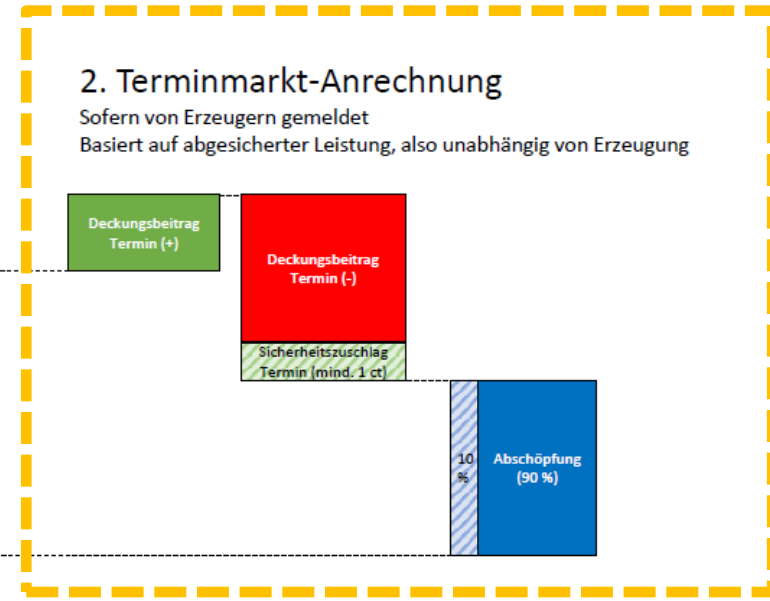 2. Terminmarkt-Anrechnung
Sofern von Erzeugern gemeldet
Basiert auf abgesicherter Leistung, also unabhängig von Erzeugung
Deckungsbeitrag
Termin (+)
Deckungsbeitrag
Termin (-)
Sicherheitszuschlag
Termin (mind. 1 ct)
10
%
Abschöpfung
(90 %)